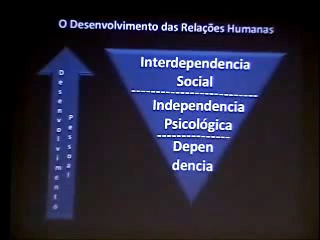 O Desenvolvimento das Relações Humanas
Interdependencia
Social
Independencia
Psicológica
Depen
dencia
Desenvolvimento
Pessoal